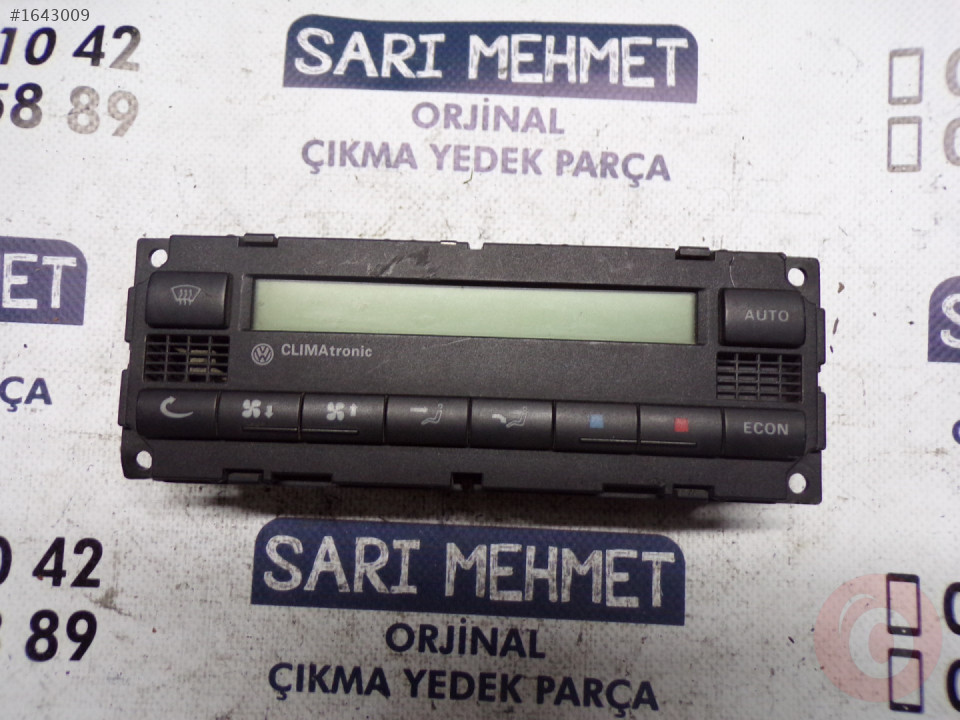 #1643009
10 42
58 89
SARI MEHMET
ORJİNAL
ÇIKMA YEDEK PARÇA
MET
ÇA
AUTO
CLIMAtronic
ECON
0 42
89
SARI MEHMET
ORJİNAL
ÇIKMA YEDEK PARÇA